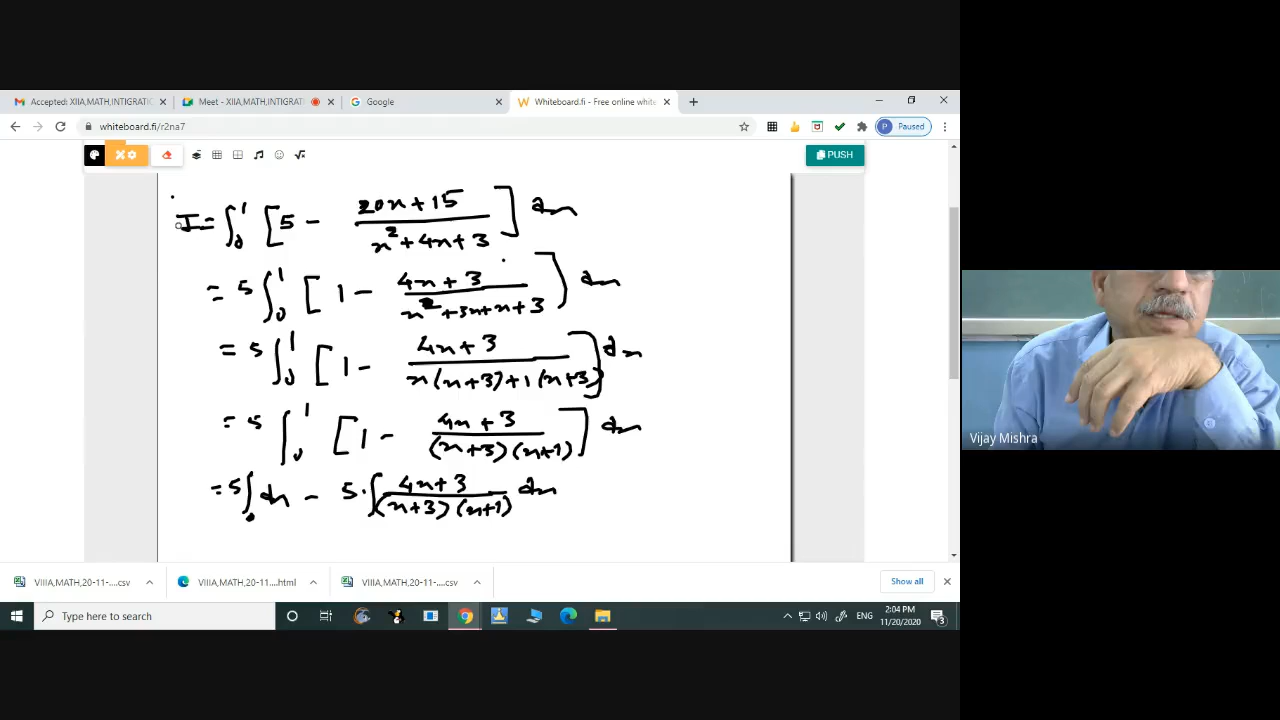 Accepted: XIIA,MATH,INTIGRATIO
Meet - XIIA,MATH,INTIGRATI
Google
Whiteboard.fi - Free online white
whiteboard.fi/r2na7
P Paused
PUSH
I = ∫₀¹ [5 - (20x+15)/(x²+4x+3)] dx
= 5 ∫₀¹ [1 - (4x+3)/(x²+3x+x+3)] dx
= 5 ∫₀¹ [1 - (4x+3)/(x(x+3)+1(x+3))] dx
= 5 ∫₀¹ [1 - (4x+3)/((x+3)(x+1))] dx
= 5 ∫₀ dx - 5.∫ (4x+3)/((x+3)(x+1)) dx
Vijay Mishra
VIIIA,MATH,20-11-....csv
VIIIA,MATH,20-11....html
VIIIA,MATH,20-11-....csv
Show all
Type here to search
ENG
2:04 PM
11/20/2020
3